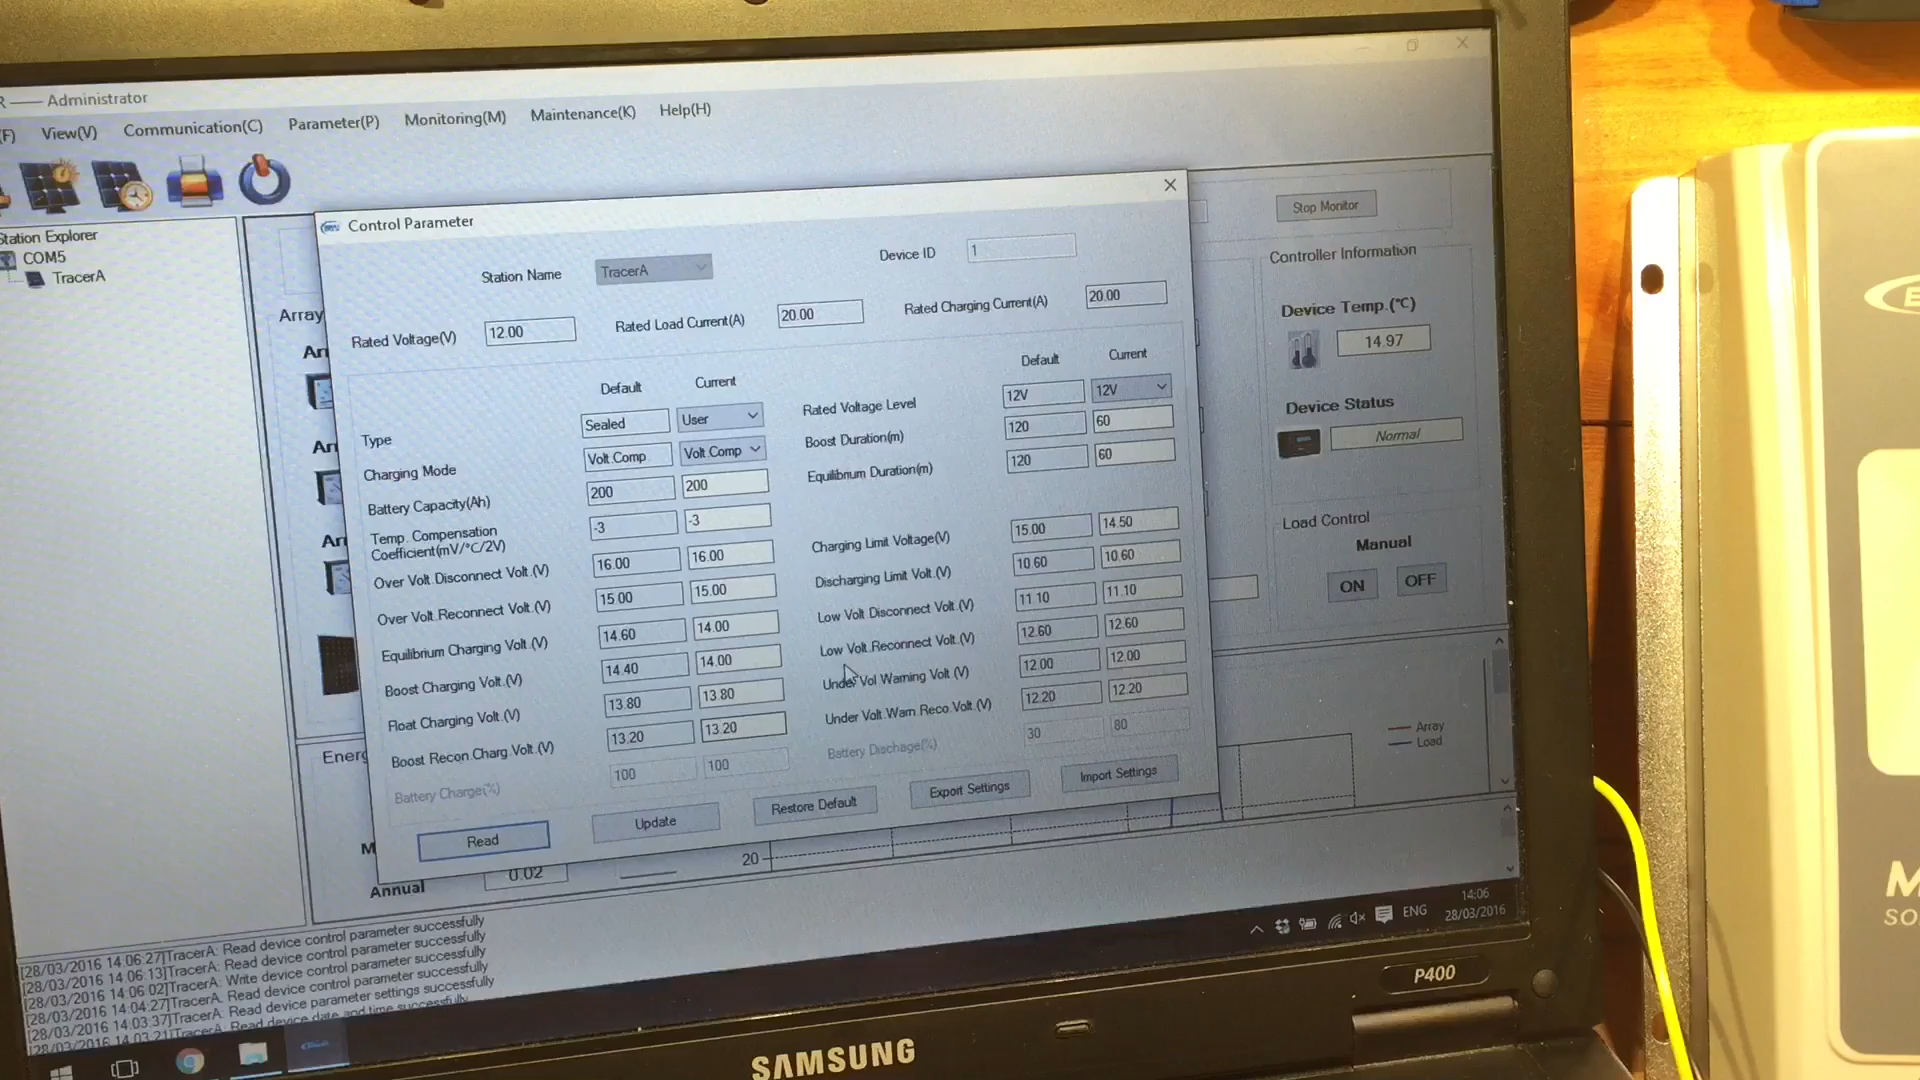 R —— Administrator
(F) View(V) Communication(C) Parameter(P) Monitoring(M) Maintenance(K) Help(H)
Station Explorer
COM5
TracerA
Stop Monitor
Control Parameter
Station Name TracerA Device ID 1
Rated Voltage(V) 12.00 Rated Load Current(A) 20.00 Rated Charging Current(A) 20.00
Default Current Default Current
Type Sealed User Rated Voltage Level 12V 12V
Charging Mode Volt.Comp Volt.Comp Boost Duration(m) 120 60
Battery Capacity(Ah) 200 200 Equilibrium Duration(m) 120 60
Temp. Compensation
Coefficient(mV/°C/2V) -3 -3
Over Volt.Disconnect Volt.(V) 16.00 16.00 Charging Limit Voltage(V) 15.00 14.50
Over Volt.Reconnect Volt.(V) 15.00 15.00 Discharging Limit Volt.(V) 10.60 10.60
Equilibrium Charging Volt.(V) 14.60 14.00 Low Volt.Disconnect Volt.(V) 11.10 11.10
Boost Charging Volt.(V) 14.40 14.00 Low Volt.Reconnect Volt.(V) 12.60 12.60
Float Charging Volt.(V) 13.80 13.80 Under Vol Warning Volt.(V) 12.00 12.00
Boost Recon.Charg.Volt.(V) 13.20 13.20 Under Volt.Warn.Reco.Volt.(V) 12.20 12.20
Battery Charge(%) 100 100 Battery Dischage(%) 30 80
Read Update Restore Default Export Settings Import Settings
Array
Controller Information
Device Temp.(°C)
14.97
Device Status
Normal
Load Control
Manual
ON OFF
Array
Load
20
Annual 0.02
[28/03/2016 14:06:27]TracerA: Read device control parameter successfully
[28/03/2016 14:06:13]TracerA: Read device control parameter successfully
[28/03/2016 14:06:02]TracerA: Write device control parameter successfully
[28/03/2016 14:04:27]TracerA: Read device control parameter successfully
[28/03/2016 14:03:37]TracerA: Read device parameter settings successfully
[28/03/2016 14:03:21]TracerA: Read device date and time successfully
ENG
14:06
28/03/2016
P400
SAMSUNG